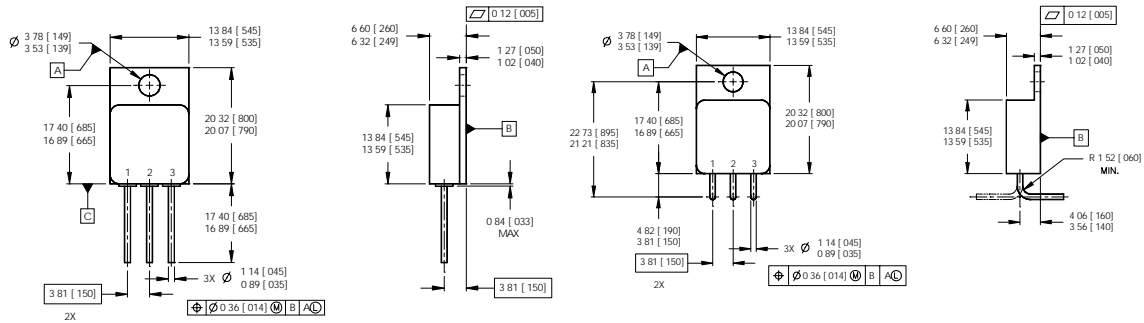 ⌀ 3 78 [149]
3 53 [139]
13 84 [545]
13 59 [535]
A
17 40 [685]
16 89 [665]
20 32 [800]
20 07 [790]
1 2 3
C
17 40 [685]
16 89 [665]
3X ⌀ 1 14 [045]
0 89 [035]
3 81 [150]
2X
⌖ ⌀ 0 36 [014] Ⓜ B A Ⓛ
⏥ 0 12 [005]
6 60 [260]
6 32 [249]
1 27 [050]
1 02 [040]
13 84 [545]
13 59 [535]
B
0 84 [033]
MAX
3 81 [150]
⌀ 3 78 [149]
3 53 [139]
13 84 [545]
13 59 [535]
A
22 73 [895]
21 21 [835]
17 40 [685]
16 89 [665]
20 32 [800]
20 07 [790]
1 2 3
4 82 [190]
3 81 [150]
3X ⌀ 1 14 [045]
0 89 [035]
3 81 [150]
2X
⌖ ⌀ 0 36 [014] Ⓜ B A Ⓛ
⏥ 0 12 [005]
6 60 [260]
6 32 [249]
1 27 [050]
1 02 [040]
13 84 [545]
13 59 [535]
B
R 1 52 [060]
MIN.
4 06 [160]
3 56 [140]